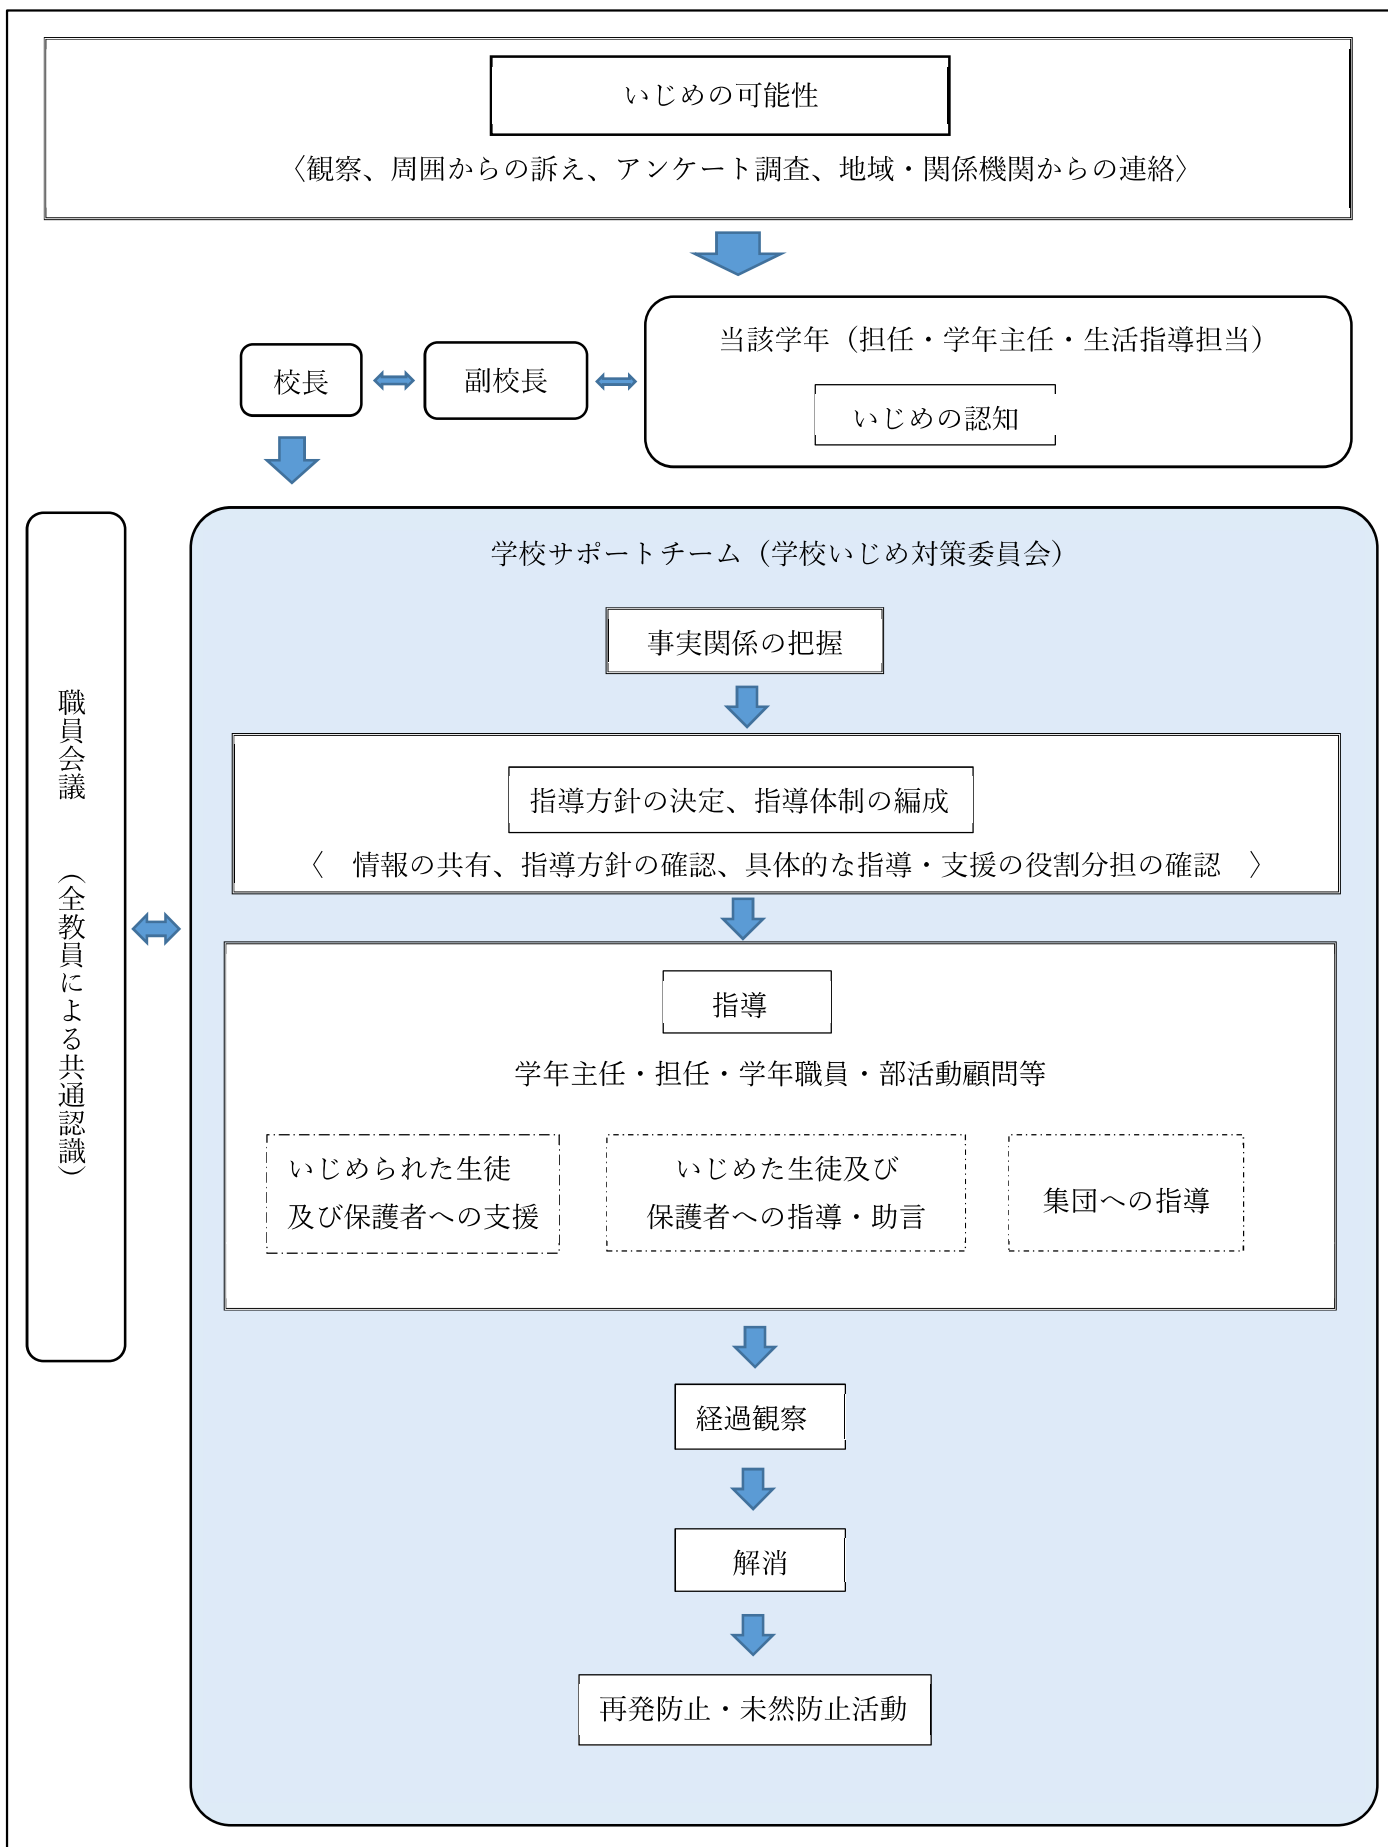 いじめの可能性
〈観察、周囲からの訴え、アンケート調査、地域・関係機関からの連絡〉
当該学年（担任・学年主任・生活指導担当）
校長
副校長
いじめの認知
学校サポートチーム（学校いじめ対策委員会）
事実関係の把握
指導方針の決定、指導体制の編成
〈　情報の共有、指導方針の確認、具体的な指導・支援の役割分担の確認　〉
職員会議　　（全教員による共通認識）
指導
学年主任・担任・学年職員・部活動顧問等
いじめられた生徒
及び保護者への支援
いじめた生徒及び
保護者への指導・助言
集団への指導
経過観察
解消
再発防止・未然防止活動